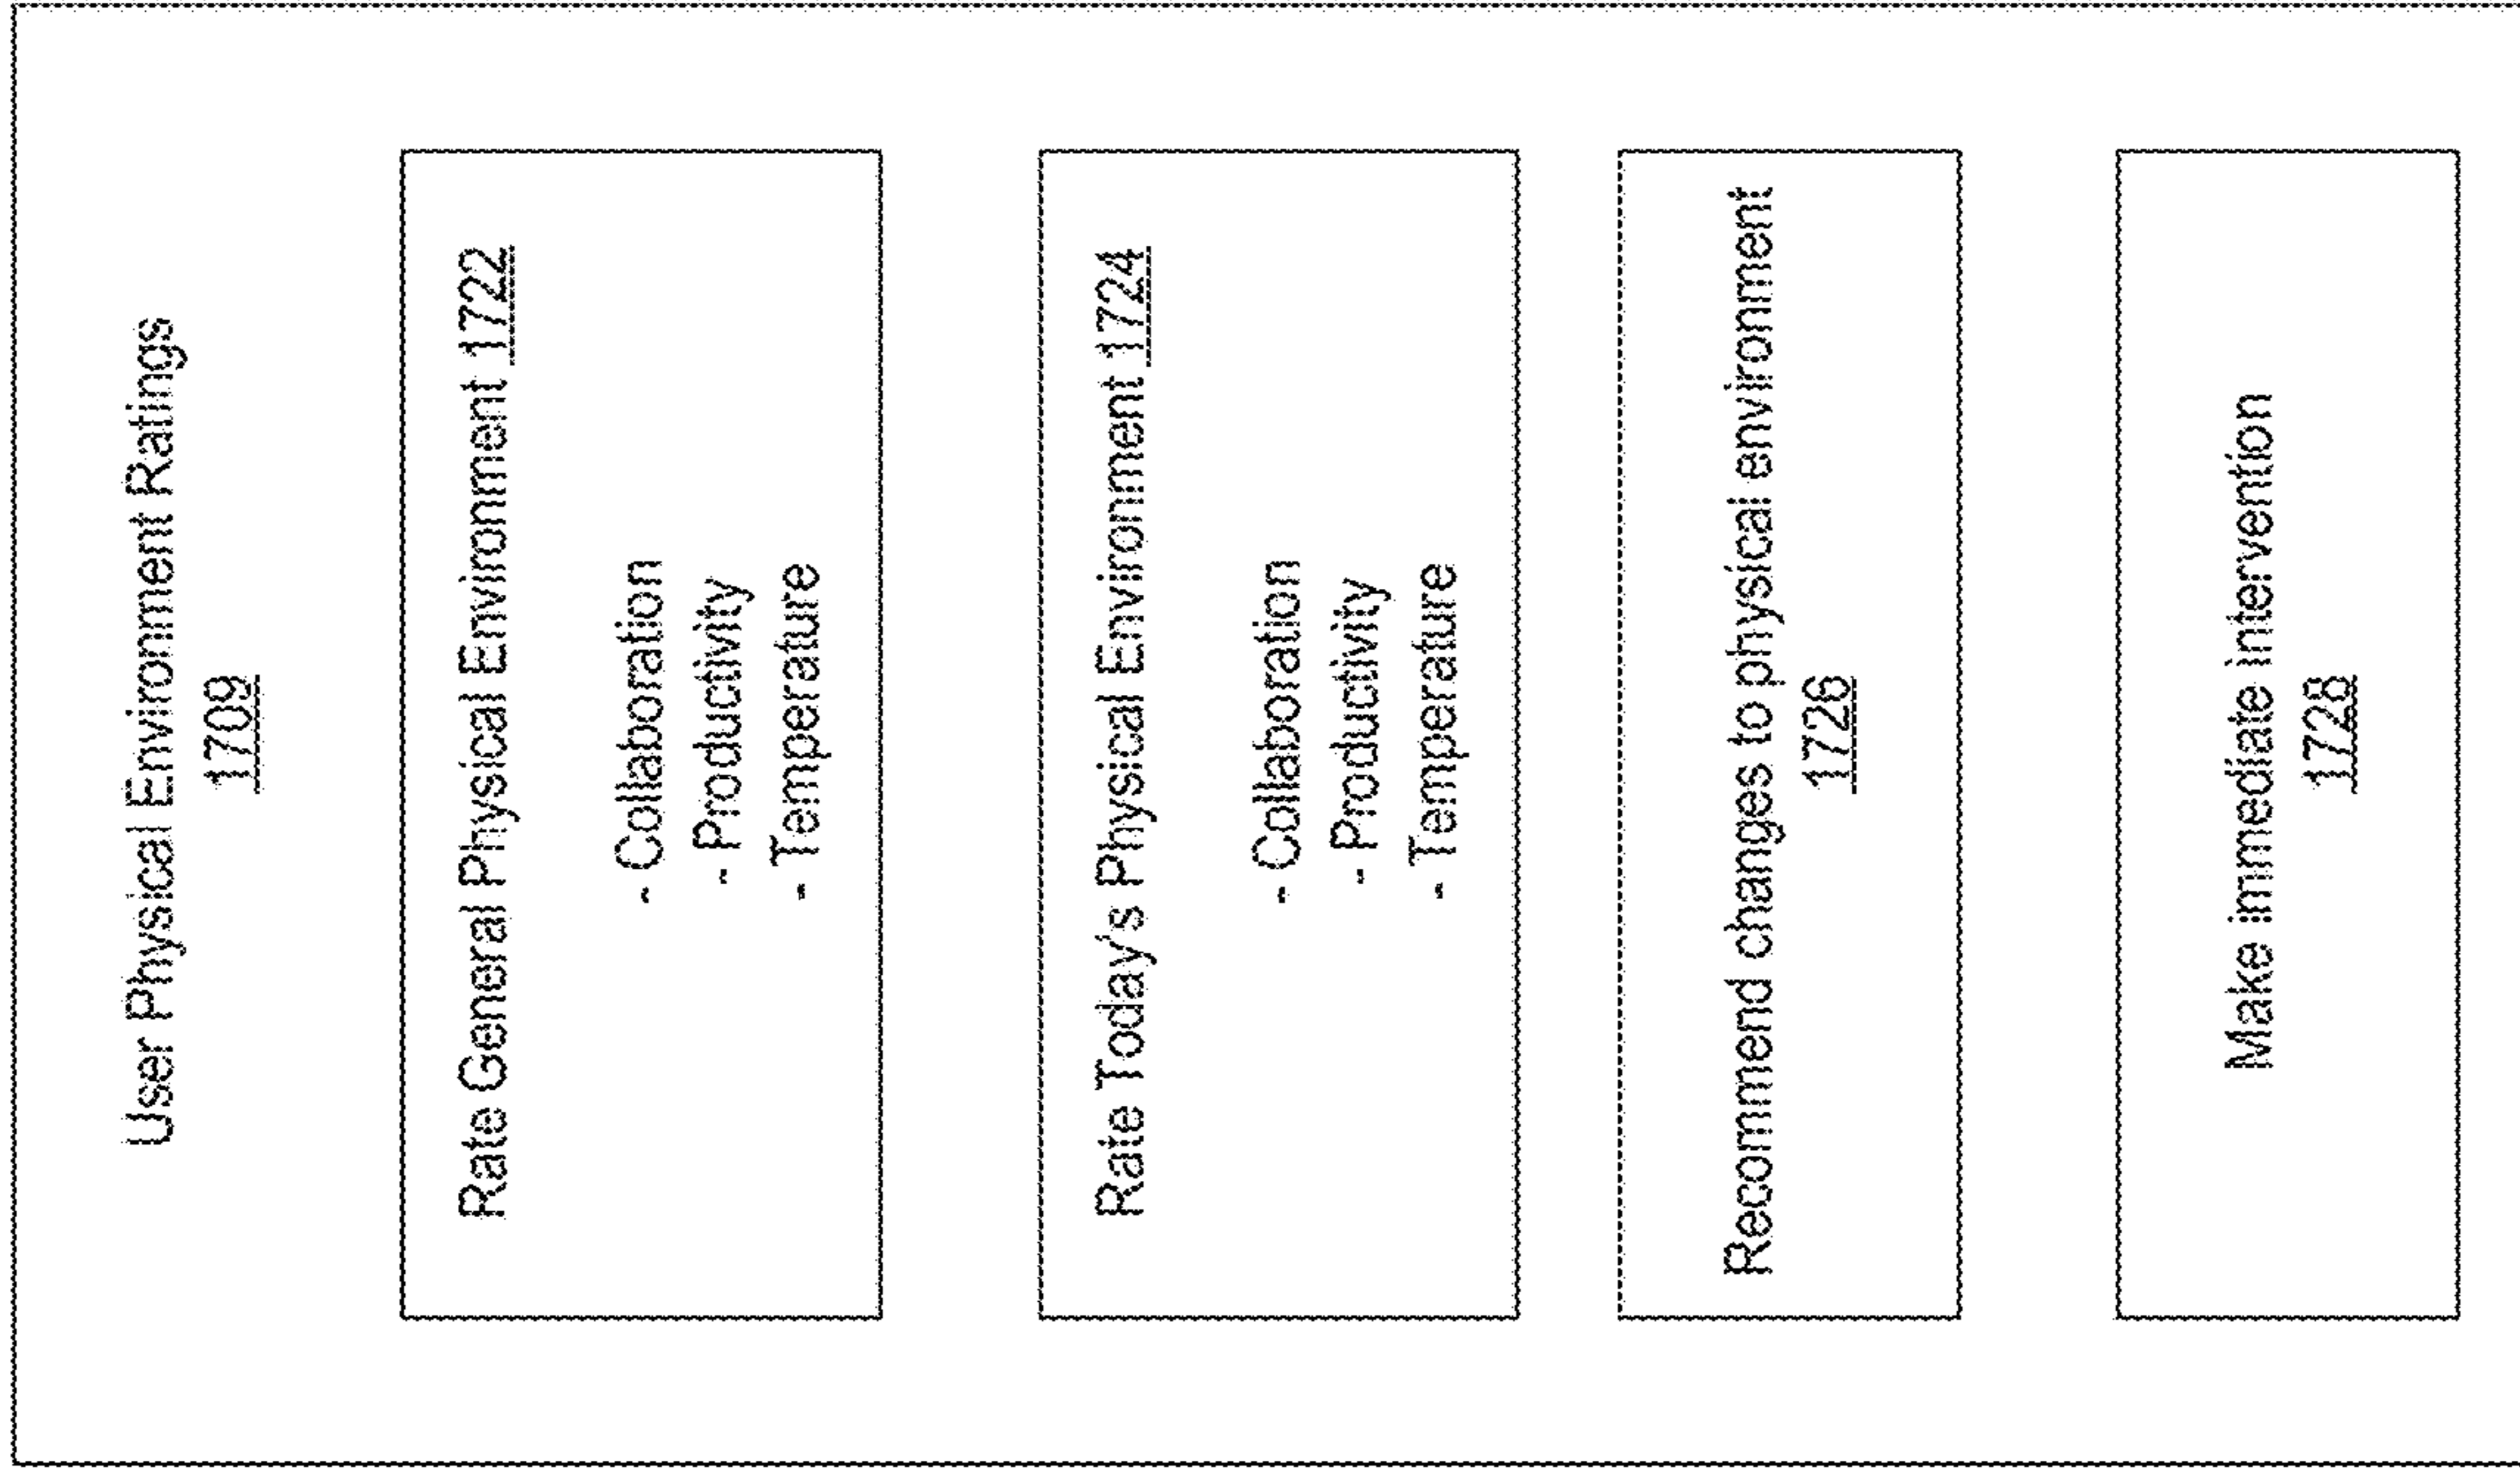 User Physical Environment Ratings
1709
Rate General Physical Environment 1722
- Collaboration
- Productivity
- Temperature
Rate Today's Physical Environment 1724
- Collaboration
- Productivity
- Temperature
Recommend changes to physical environment
1726
Make immediate intervention
1728